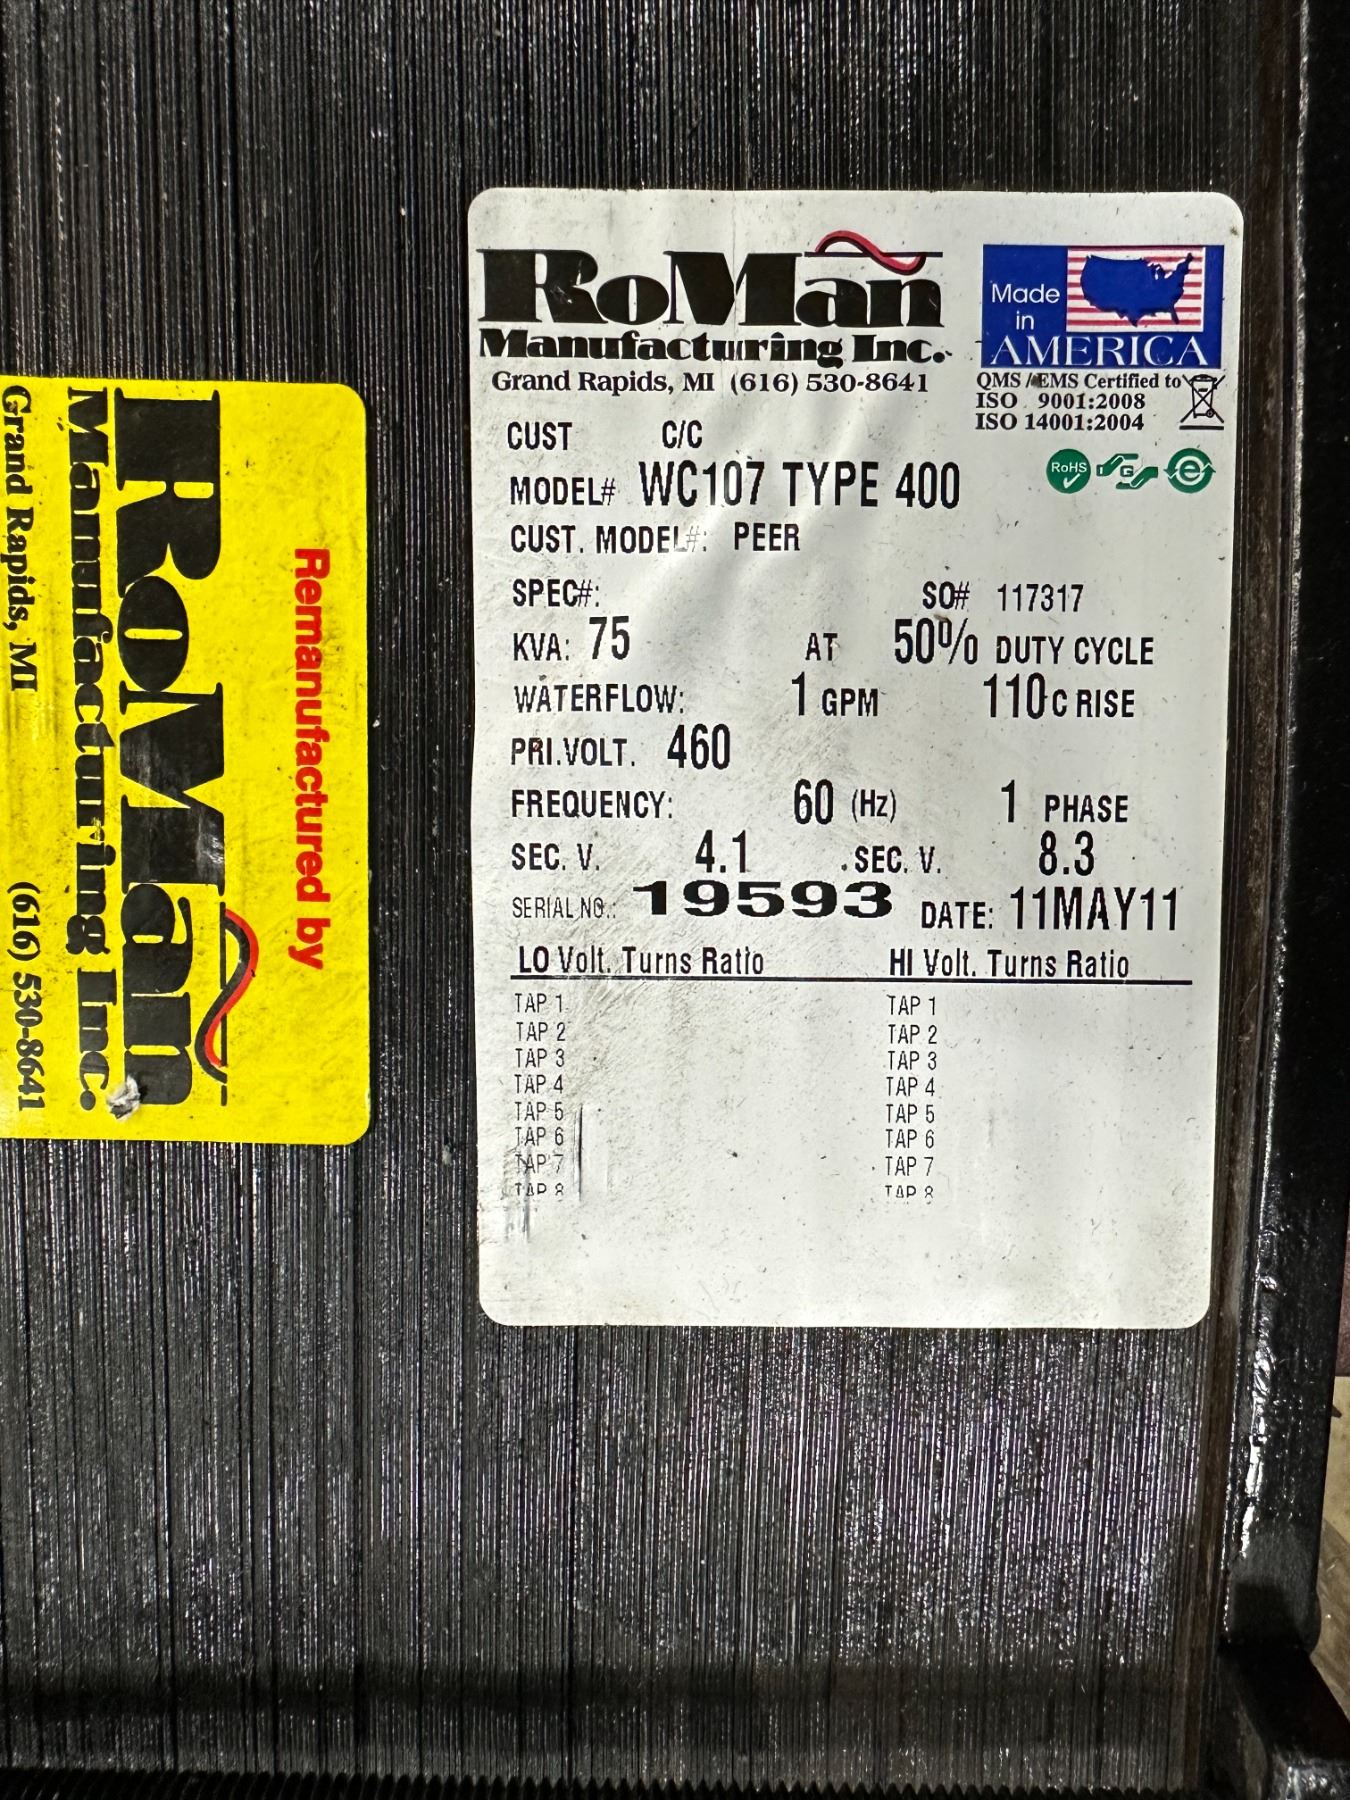 RoMan
Manufacturing Inc.
Grand Rapids, MI (616) 530-8641
Made
in
AMERICA
QMS / EMS Certified to
ISO 9001:2008
ISO 14001:2004
RoHS G e
CUST C/C
MODEL# WC107 TYPE 400
CUST. MODEL#: PEER
SPEC#: SO# 117317
KVA: 75 AT 50% DUTY CYCLE
WATERFLOW: 1 GPM 110 C RISE
PRI.VOLT. 460
FREQUENCY: 60 (Hz) 1 PHASE
SEC. V. 4.1 SEC. V. 8.3
SERIAL NO.: 19593 DATE: 11MAY11
LO Volt. Turns Ratio HI Volt. Turns Ratio
TAP 1 TAP 1
TAP 2 TAP 2
TAP 3 TAP 3
TAP 4 TAP 4
TAP 5 TAP 5
TAP 6 TAP 6
TAP 7 TAP 7
TAP 8 TAP 8
Remanufactured by
RoMan
Manufacturing Inc.
Grand Rapids, MI (616) 530-8641